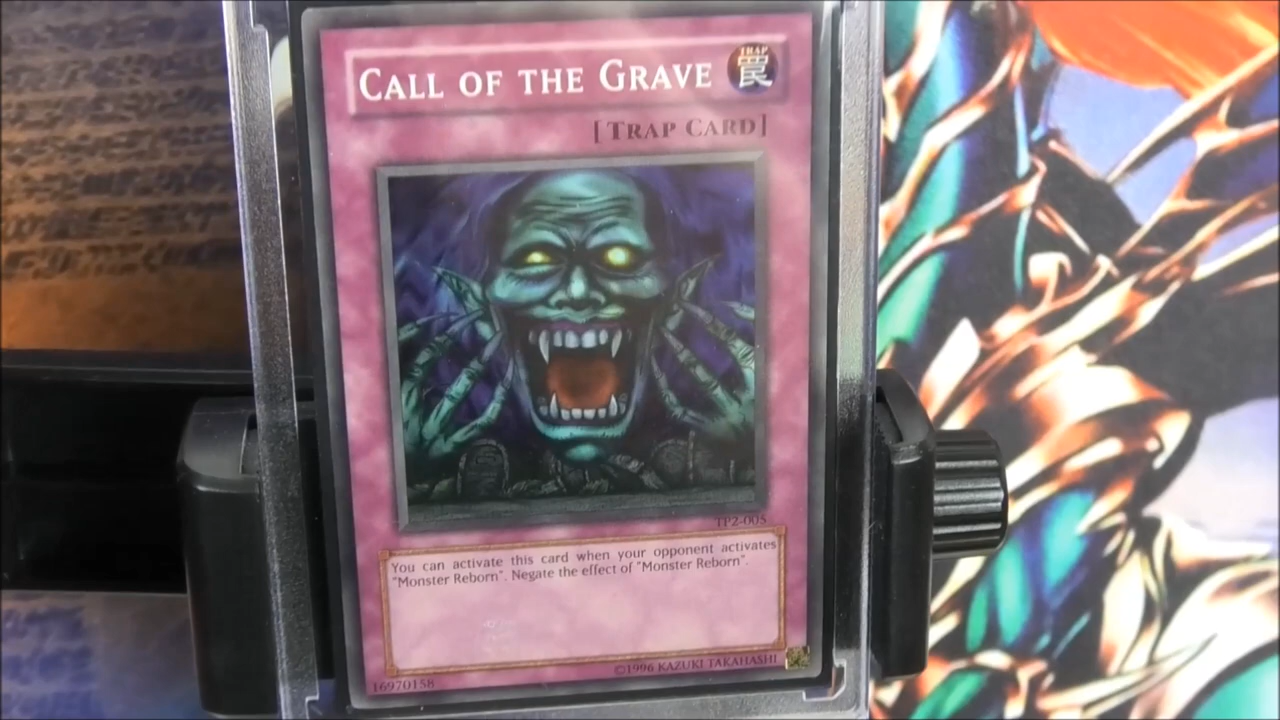 CALL OF THE GRAVE
TRAP
罠
[TRAP CARD]
TP2-005
You can activate this card when your opponent activates
"Monster Reborn". Negate the effect of "Monster Reborn".
©1996 KAZUKI TAKAHASHI
16970158